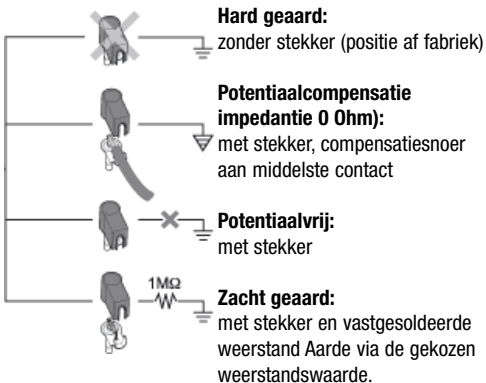 Hard geaard:
zonder stekker (positie af fabriek)
Potentiaalcompensatie
impedantie 0 Ohm):
met stekker, compensatiesnoer
aan middelste contact
Potentiaalvrij:
met stekker
1MΩ
Zacht geaard:
met stekker en vastgesoldeerde
weerstand Aarde via de gekozen
weerstandswaarde.